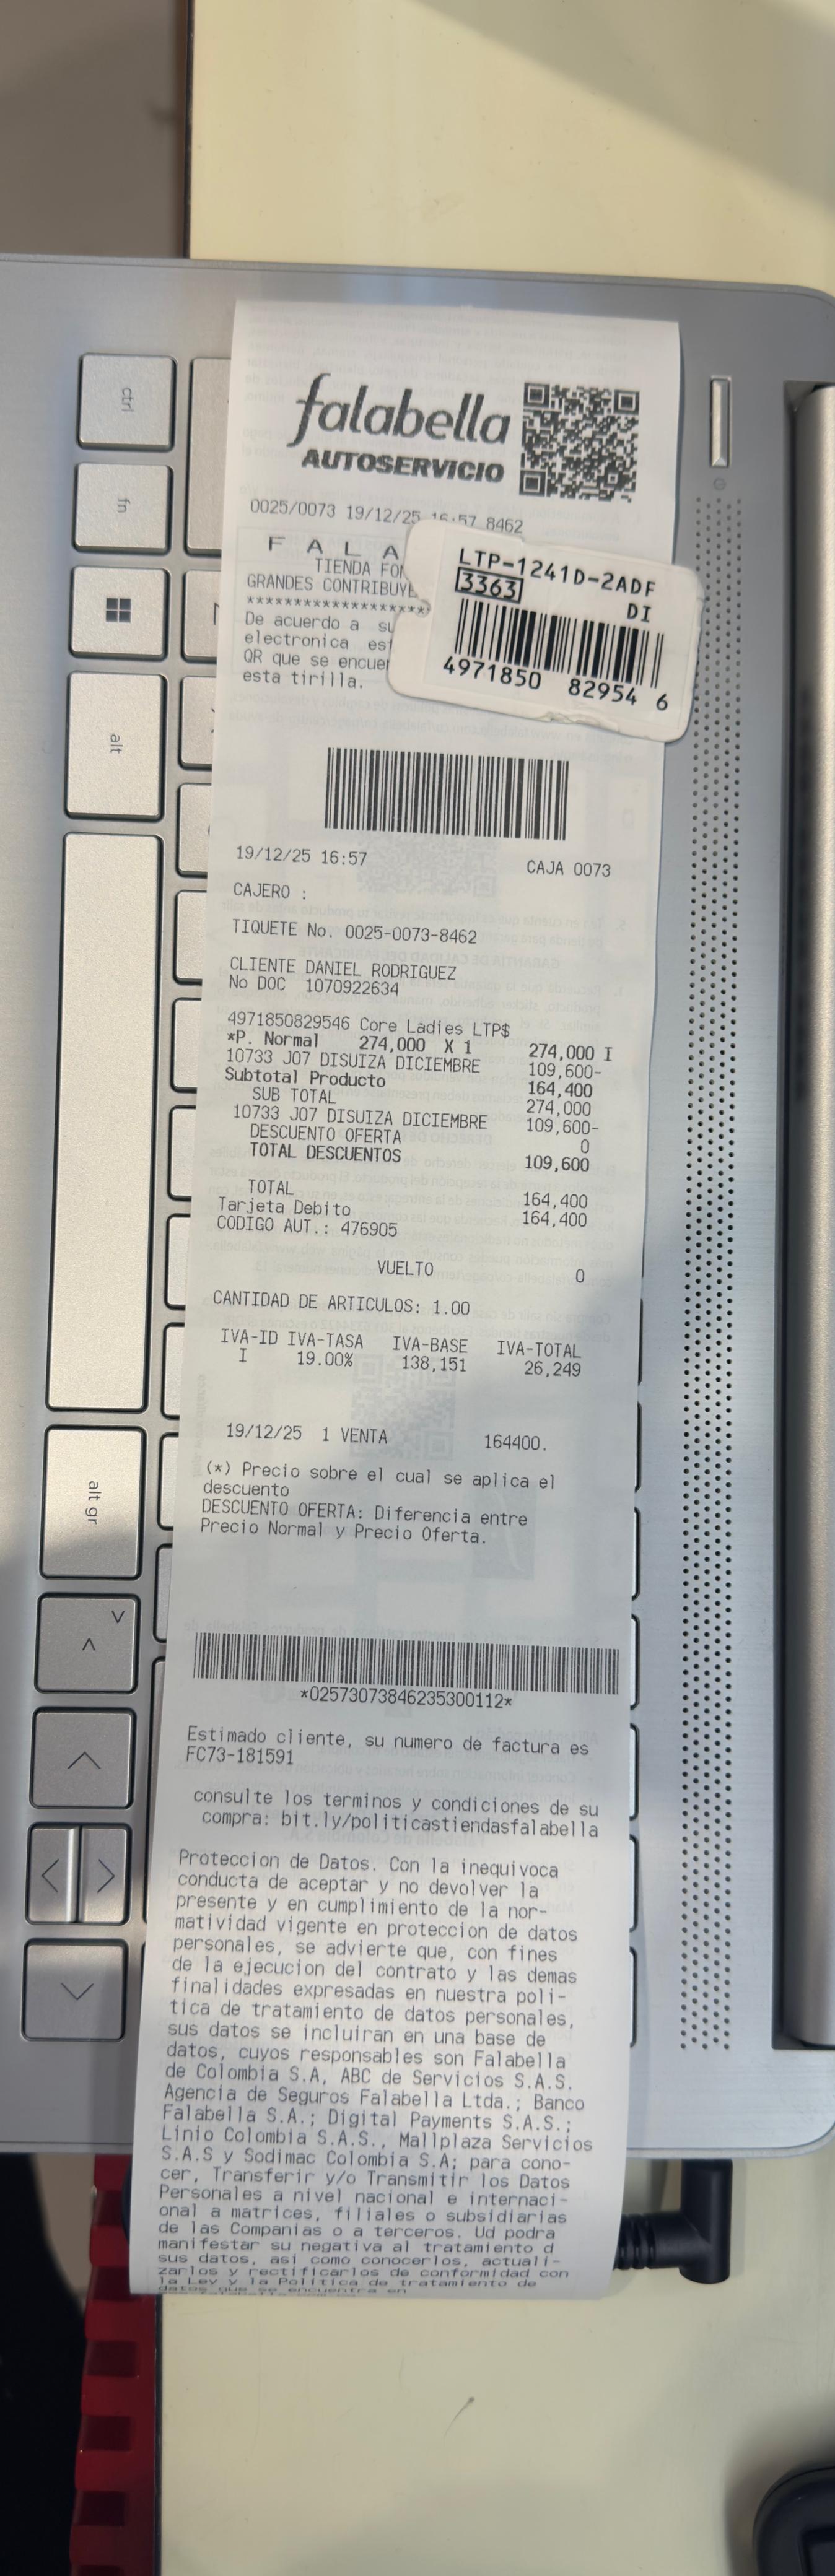 falabella
AUTOSERVICIO
0025/0073 19/12/25 16:57 8462
F A L A
TIENDA
GRANDES
********************
De acuerdo a
electronica
QR que se
esta tirilla.
LTP-1241D-2ADF
3363
DI
4971850 82954 6
19/12/25 16:57 CAJA 0073
CAJERO :
TIQUETE No. 0025-0073-8462
CLIENTE DANIEL RODRIGUEZ
No DOC 1070922634
4971850829546 Core Ladies LTP$
*P. Normal 274,000 X 1 274,000 I
10733 J07 DISUIZA DICIEMBRE 109,600-
Subtotal Producto 164,400
SUB TOTAL 274,000
10733 J07 DISUIZA DICIEMBRE 109,600-
DESCUENTO OFERTA 0
TOTAL DESCUENTOS 109,600
TOTAL 164,400
Tarjeta Debito 164,400
CODIGO AUT.: 476905
VUELTO 0
CANTIDAD DE ARTICULOS: 1.00
IVA-ID IVA-TASA IVA-BASE IVA-TOTAL
I 19.00% 138,151 26,249
19/12/25 1 VENTA 164400.
(*) Precio sobre el cual se aplica el
descuento
DESCUENTO OFERTA: Diferencia entre
Precio Normal y Precio Oferta.
*02573073846235300112*
Estimado cliente, su numero de factura es
FC73-181591
consulte los terminos y condiciones de su
compra: bit.ly/politicastiendasfalabella
Proteccion de Datos. Con la inequivoca
conducta de aceptar y no devolver la
presente y en cumplimiento de la nor-
matividad vigente en proteccion de datos
personales, se advierte que, con fines
de la ejecucion del contrato y las demas
finalidades expresadas en nuestra poli-
tica de tratamiento de datos personales,
sus datos se incluiran en una base de
datos, cuyos responsables son Falabella
de Colombia S.A, ABC de Servicios S.A.S.
Agencia de Seguros Falabella Ltda.; Banco
Falabella S.A.; Digital Payments S.A.S.;
Linio Colombia S.A.S., Mallplaza Servicios
S.A.S y Sodimac Colombia S.A; para cono-
cer, Transferir y/o Transmitir los Datos
Personales a nivel nacional e internaci-
onal a matrices, filiales o subsidiarias
de las Companias o a terceros. Ud podra
manifestar su negativa al tratamiento d
sus datos, asi como conocerlos, actuali-
zarlos y rectificarlos de conformidad con
la Ley y la Politica de tratamiento de
datos que se encuentra en
ctrl
fn
alt
alt gr